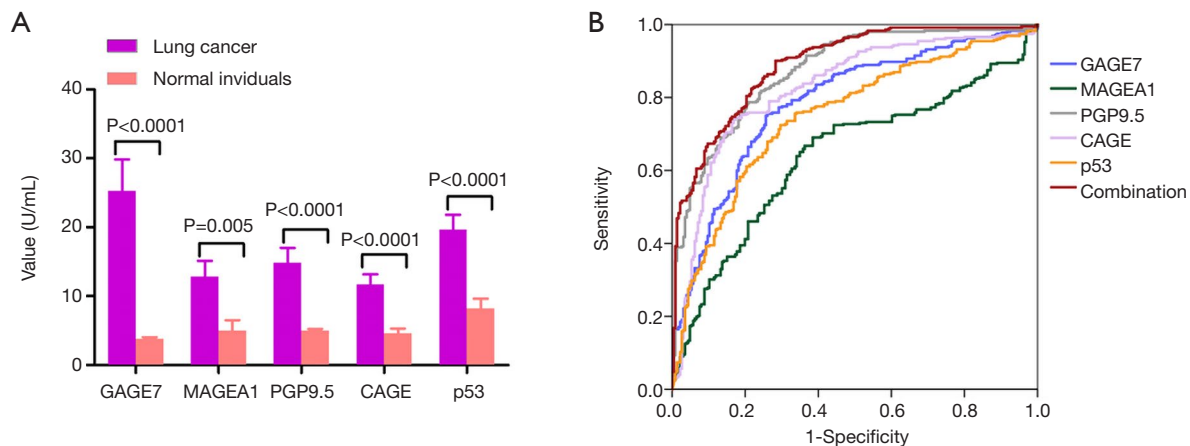 A
Lung cancer
Normal inviduals
40
30
20
10
0
Value (U/mL)
P<0.0001
P=0.005
P<0.0001
P<0.0001
P<0.0001
GAGE7
MAGEA1
PGP9.5
CAGE
p53
B
1.0
0.8
0.6
0.4
0.2
0.0
Sensitivity
0.0
0.2
0.4
0.6
0.8
1.0
1-Specificity
GAGE7
MAGEA1
PGP9.5
CAGE
p53
Combination